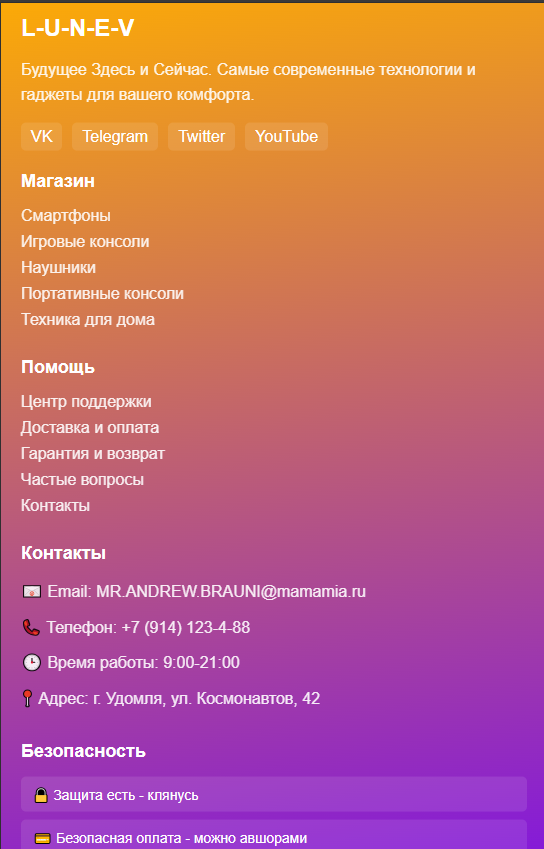 L-U-N-E-V
Будущее Здесь и Сейчас. Самые современные технологии и
гаджеты для вашего комфорта.
VK Telegram Twitter YouTube
Магазин
Смартфоны
Игровые консоли
Наушники
Портативные консоли
Техника для дома
Помощь
Центр поддержки
Доставка и оплата
Гарантия и возврат
Частые вопросы
Контакты
Контакты
Email: MR.ANDREW.BRAUNI@mamamia.ru
Телефон: +7 (914) 123-4-88
Время работы: 9:00-21:00
Адрес: г. Удомля, ул. Космонавтов, 42
Безопасность
Защита есть - клянусь
Безопасная оплата - можно авшорами